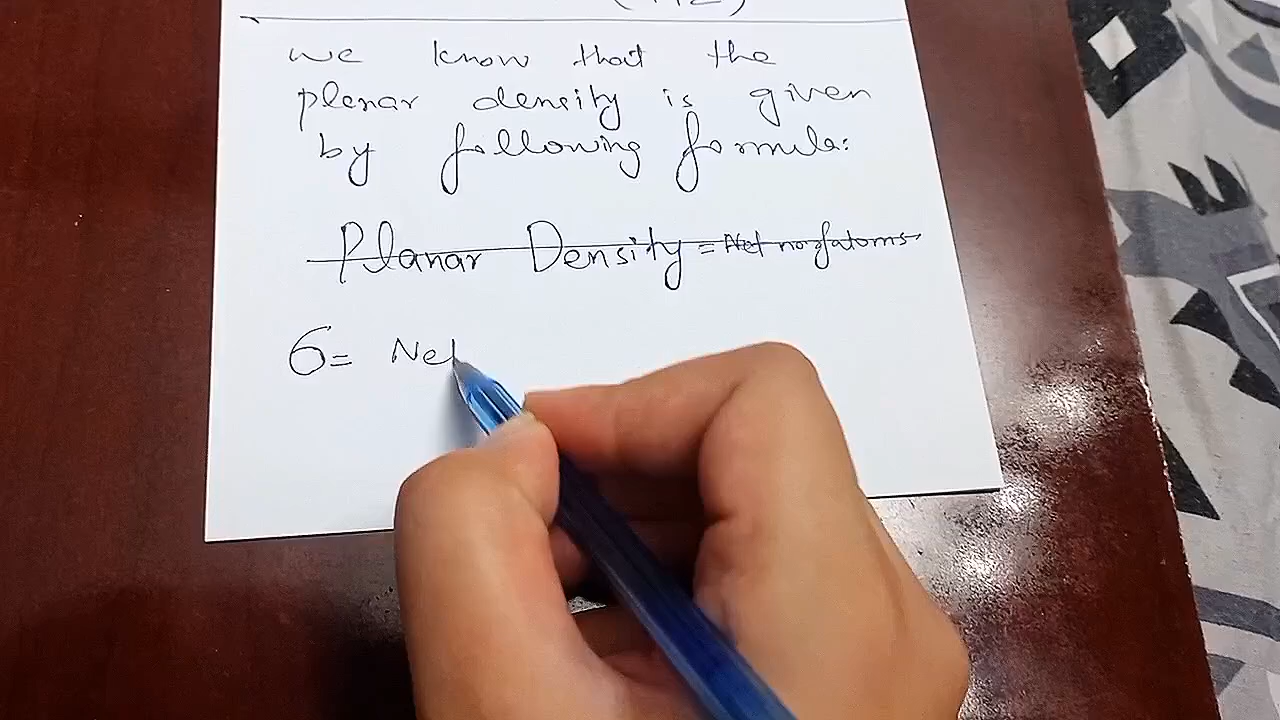 we know that the
planar density is given
by following formula:
Planar Density = Net no of atoms
6= Net